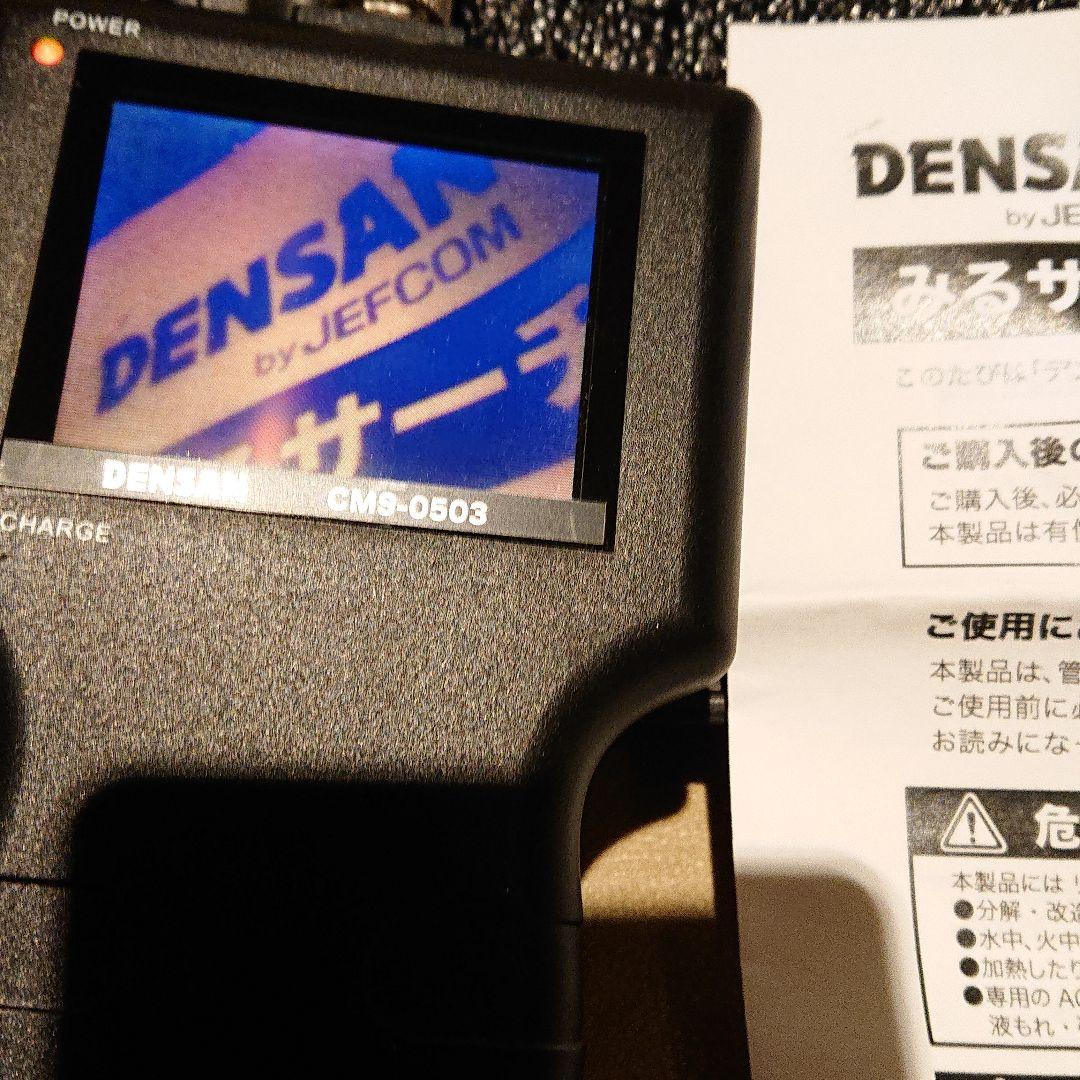 POWER
DENSAN
by JEFCOM
サーチ
DENSAN
CMS-0503
CHARGE
DENSA
by JE
みるサ
このたびは「デン
ご購入後の
ご購入後、必
本製品は有
ご使用に
本製品は、管
ご使用前に必
お読みにな
危
本製品には リ
●分解・改造
●水中、火中
●加熱したり
●専用の AC
液もれ・